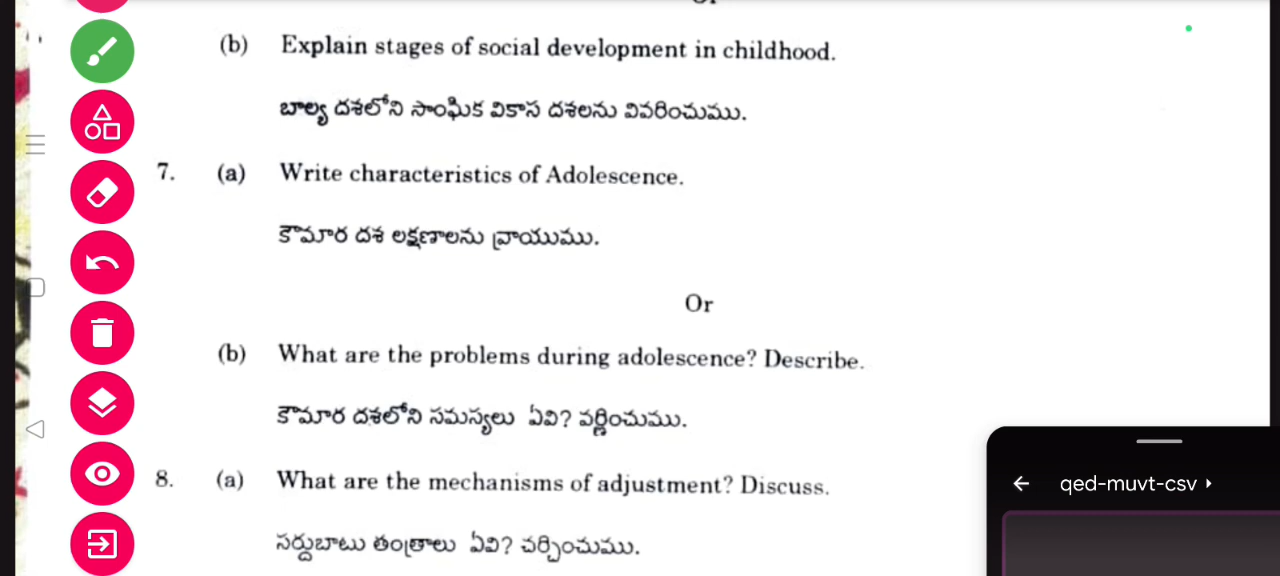 (b) Explain stages of social development in childhood.
బాల్య దశలోని సాంఘిక వికాస దశలను వివరించుము.
7. (a) Write characteristics of Adolescence.
కౌమార దశ లక్షణాలను వ్రాయుము.
Or
(b) What are the problems during adolescence? Describe.
కౌమార దశలోని సమస్యలు ఏవి? వర్ణించుము.
8. (a) What are the mechanisms of adjustment? Discuss.
సర్దుబాటు తంత్రాలు ఏవి? చర్చించుము.
qed-muvt-csv